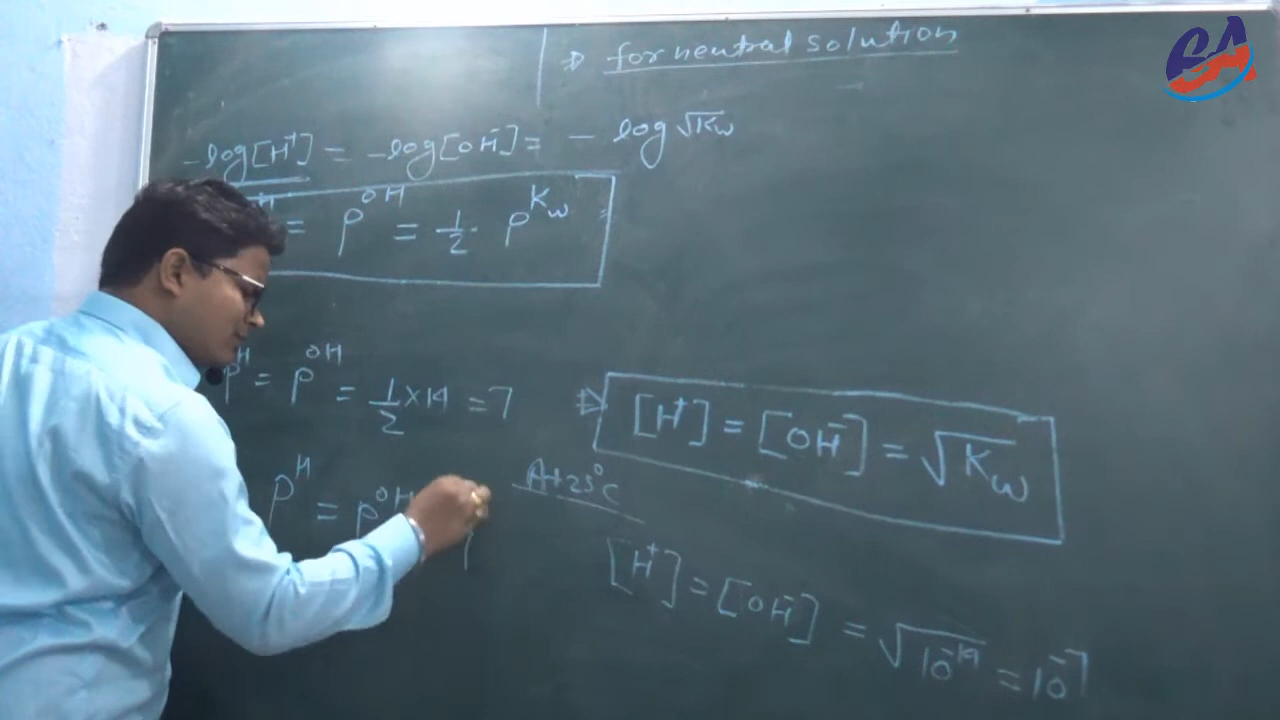 ⇒ for neutral solution
-log[H⁺] = -log[OH⁻] = - log √Kw
H = pOH = 1/2 · pKw
pH = pOH = 1/2 × 14 = 7
⇒ [H⁺] = [OH⁻] = √Kw
At 25°C
pH = pOH
[H⁺] = [OH⁻] = √10⁻¹⁴ = 10⁻⁷